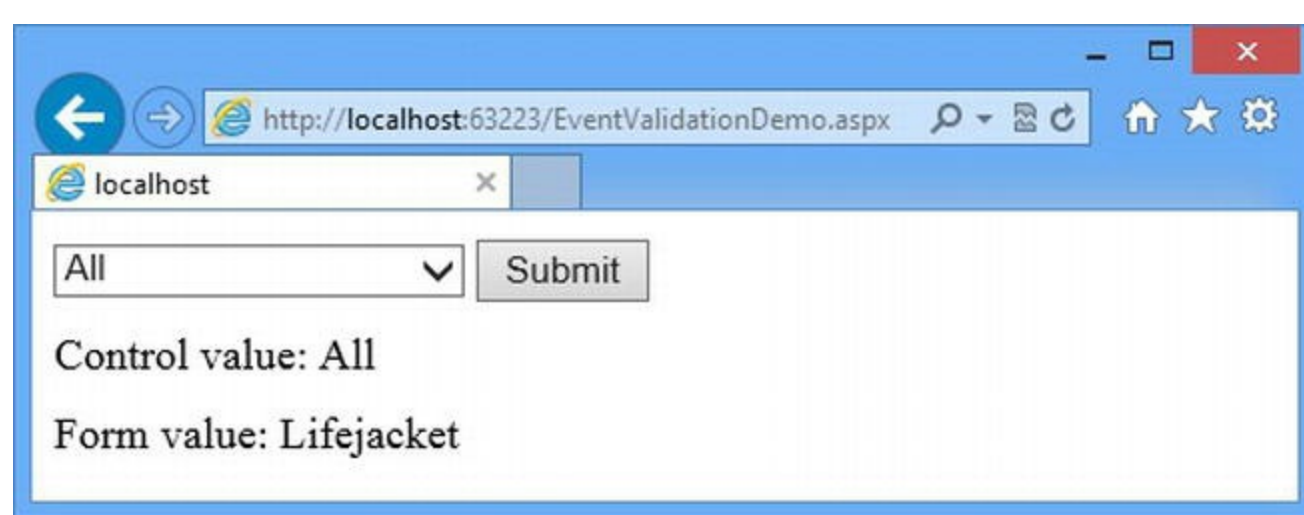 http://localhost:63223/EventValidationDemo.aspx
localhost
All Submit
Control value: All
Form value: Lifejacket